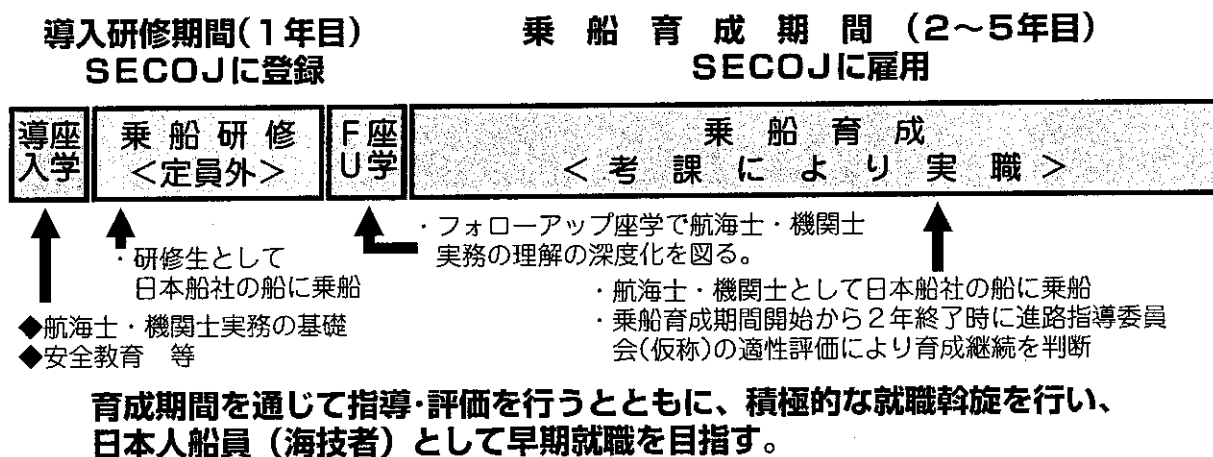 導入研修期間(1年目)
SECOJに登録
乗船育成期間(2～5年目)
SECOJに雇用
導入座学
乗船研修
<定員外>
FU座学
乗船育成
<考課により実職>
・研修生として
日本船社の船に乗船
・フォローアップ座学で航海士・機関士
実務の理解の深度化を図る。
◆航海士・機関士実務の基礎
◆安全教育 等
・航海士・機関士として日本船社の船に乗船
・乗船育成期間開始から2年終了時に進路指導委員
会(仮称)の適性評価により育成継続を判断
育成期間を通じて指導・評価を行うとともに、積極的な就職斡旋を行い、
日本人船員（海技者）として早期就職を目指す。